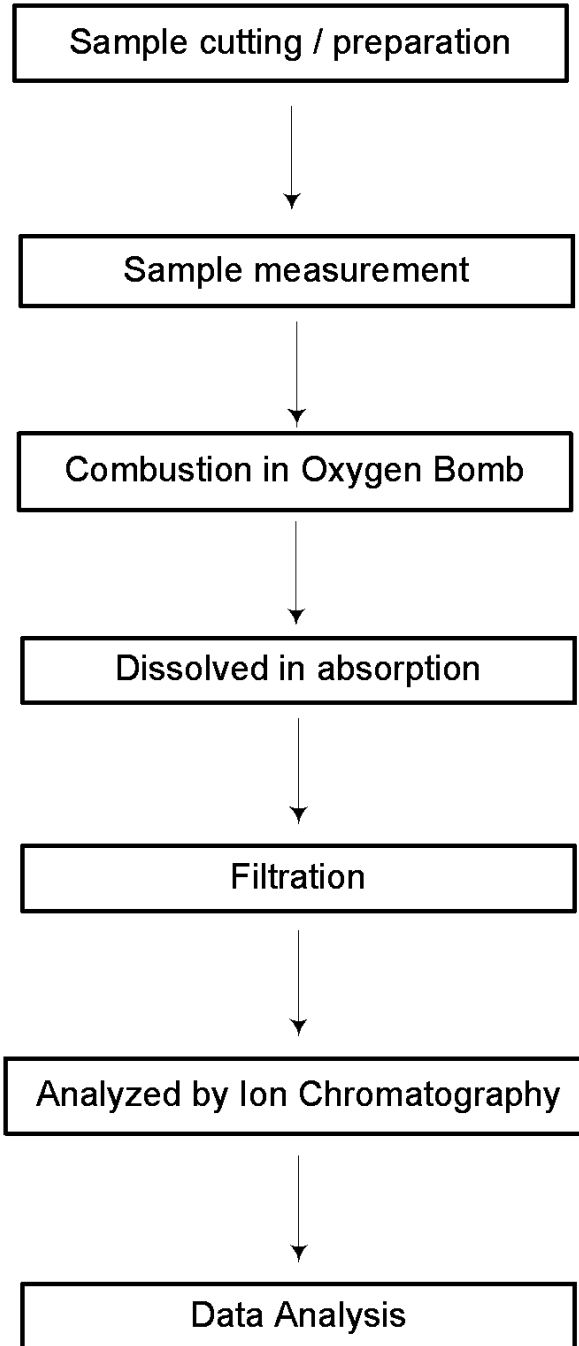 Sample cutting / preparation
Sample measurement
Combustion in Oxygen Bomb
Dissolved in absorption
Filtration
Analyzed by Ion Chromatography
Data Analysis